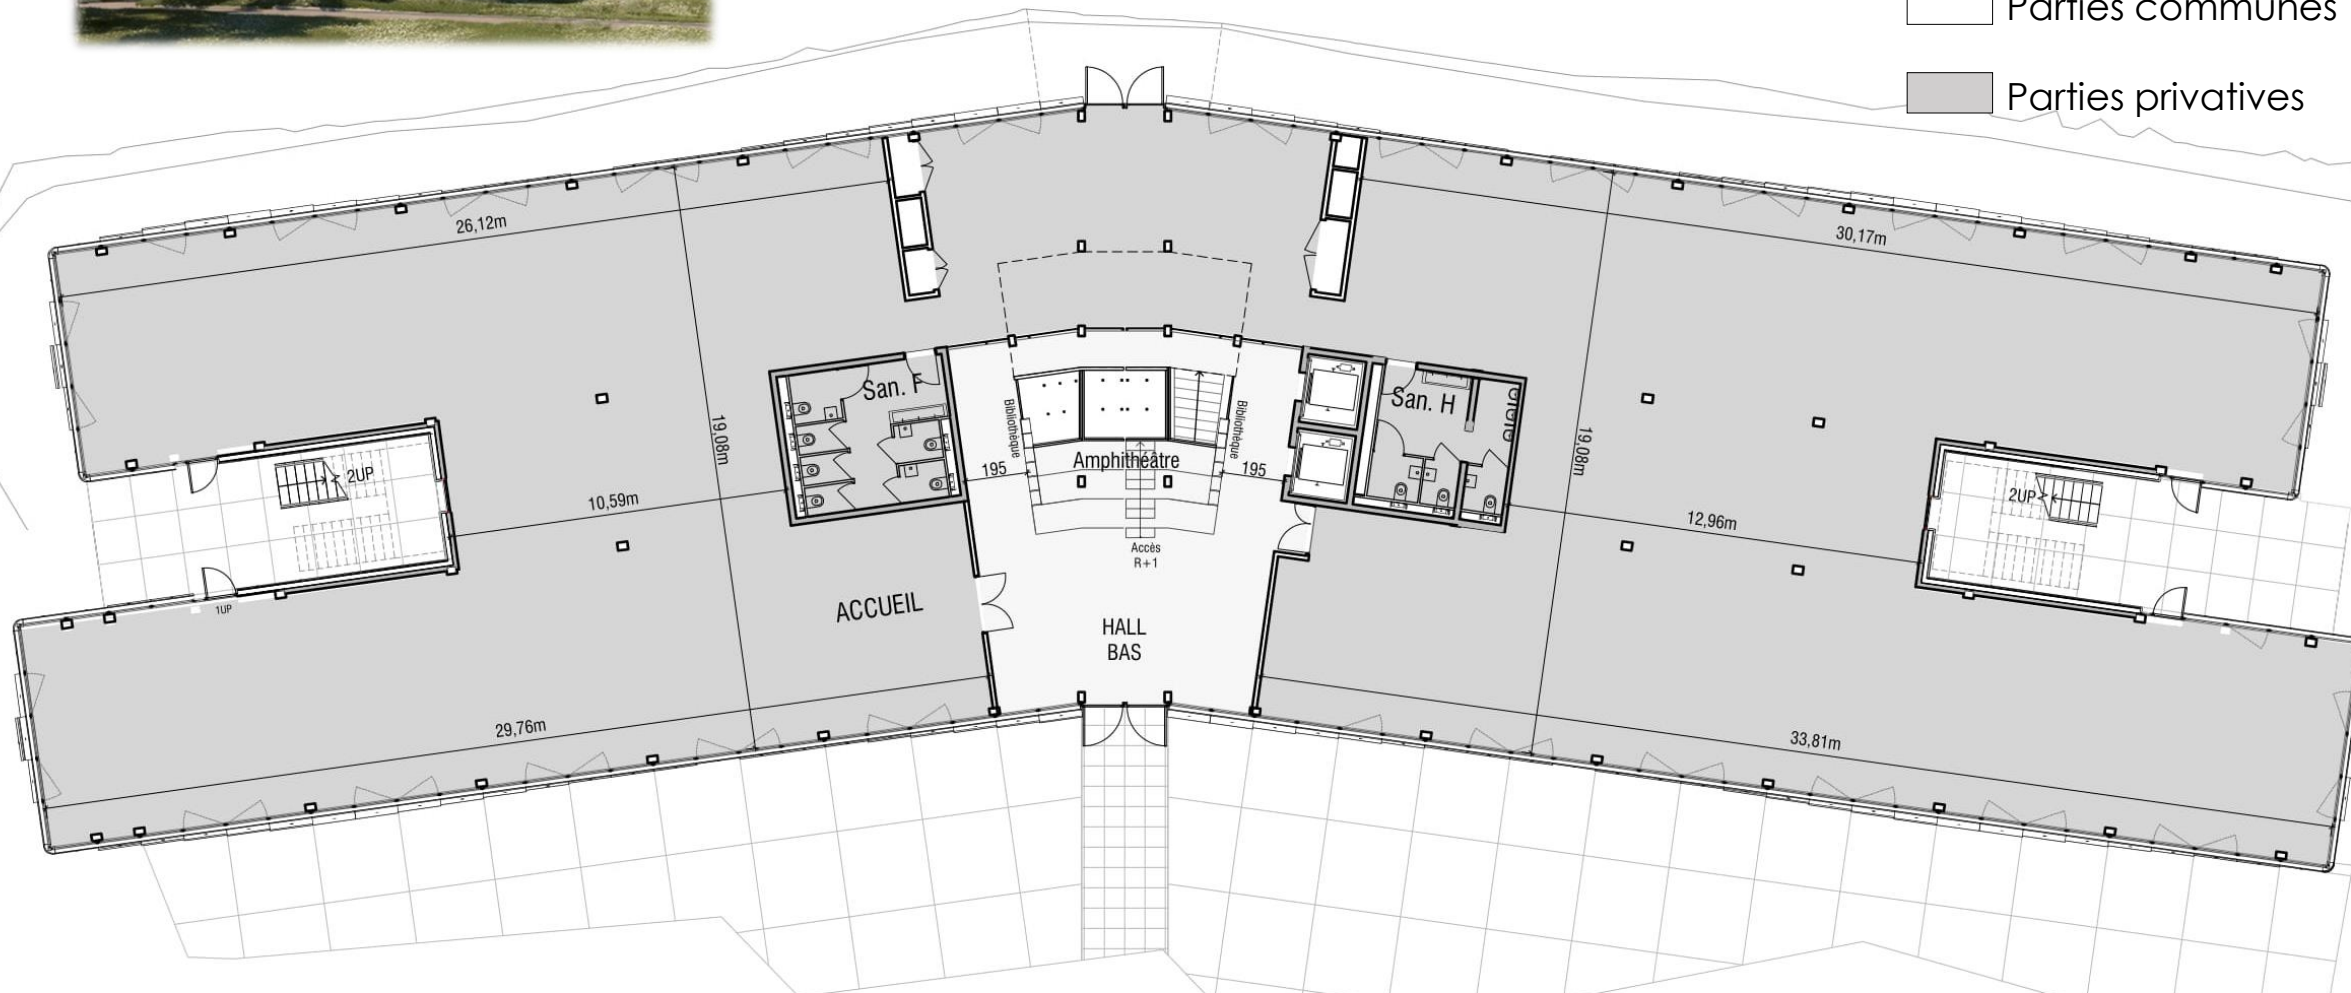 Parties communes
Parties privatives
26,12m
30,17m
San. F
San. H
19,08m
19,08m
Bibliothèque
Bibliothèque
2UP
2UP
Amphithéâtre
195
195
10,59m
12,96m
Accès
R+1
1UP
ACCUEIL
HALL
BAS
29,76m
33,81m